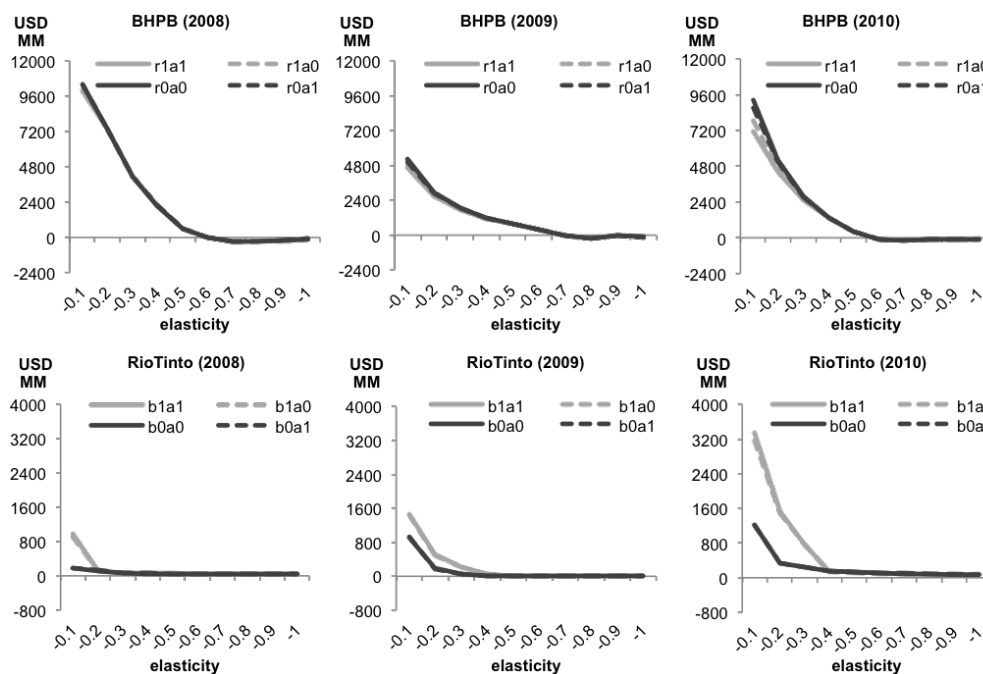 USD MM BHPB (2008)
r1a1 r1a0
r0a0 r0a1
12000
9600
7200
4800
2400
0
-2400
-0.1 -0.2 -0.3 -0.4 -0.5 -0.6 -0.7 -0.8 -0.9 -1
elasticity
USD MM BHPB (2009)
r1a1 r1a0
r0a0 r0a1
12000
9600
7200
4800
2400
0
-2400
-0.1 -0.2 -0.3 -0.4 -0.5 -0.6 -0.7 -0.8 -0.9 -1
elasticity
USD MM BHPB (2010)
r1a1 r1a0
r0a0 r0a1
12000
9600
7200
4800
2400
0
-2400
-0.1 -0.2 -0.3 -0.4 -0.5 -0.6 -0.7 -0.8 -0.9 -1
elasticity
USD MM RioTinto (2008)
b1a1 b1a0
b0a0 b0a1
4000
3200
2400
1600
800
0
-800
-0.1 -0.2 -0.3 -0.4 -0.5 -0.6 -0.7 -0.8 -0.9 -1
elasticity
USD MM RioTinto (2009)
b1a1 b1a0
b0a0 b0a1
4000
3200
2400
1600
800
0
-800
-0.1 -0.2 -0.3 -0.4 -0.5 -0.6 -0.7 -0.8 -0.9 -1
elasticity
USD MM RioTinto (2010)
b1a1 b1a
b0a0 b0a
4000
3200
2400
1600
800
0
-800
-0.1 -0.2 -0.3 -0.4 -0.5 -0.6 -0.7 -0.8 -0.9 -1
elasticity